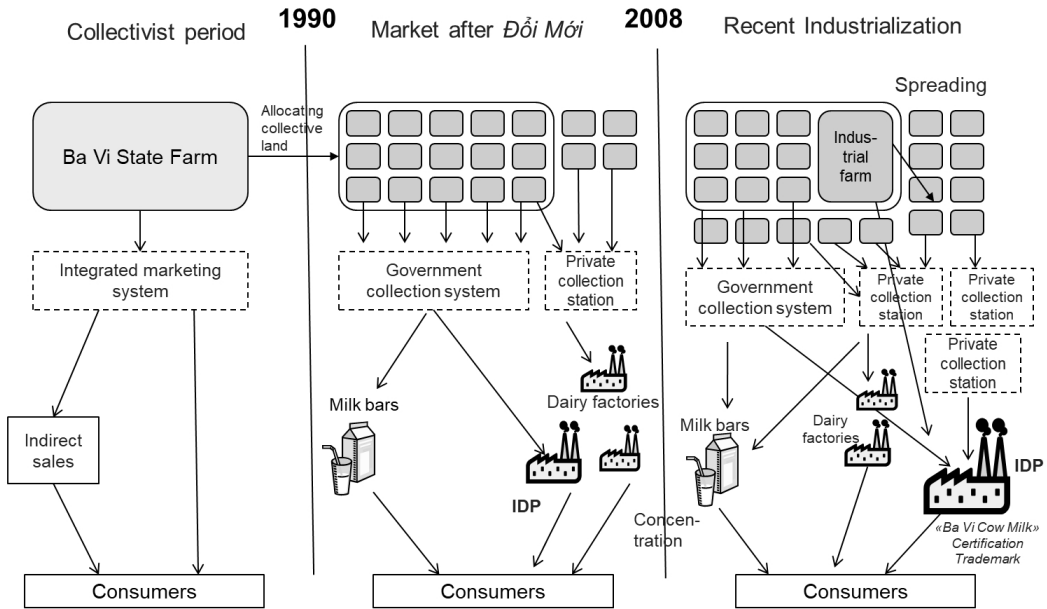 Collectivist period
1990
Market after Đổi Mới
2008
Recent Industrialization
Spreading
Ba Vi State Farm
Allocating
collective
land
Indus-
trial
farm
Integrated marketing
system
Government
collection system
Private
collection
station
Government
collection system
Private
collection
station
Private
collection
station
Private
collection
station
Indirect
sales
Milk bars
Dairy factories
IDP
Milk bars
Dairy
factories
IDP
Concen-
tration
«Ba Vi Cow Milk»
Certification
Trademark
Consumers
Consumers
Consumers